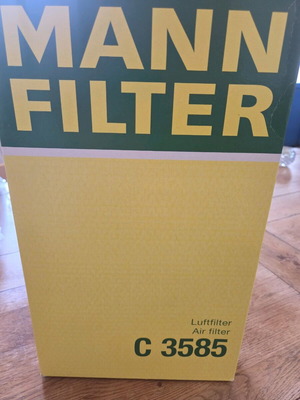 MANN
FILTER
Luftfilter
Air filter
C 3585